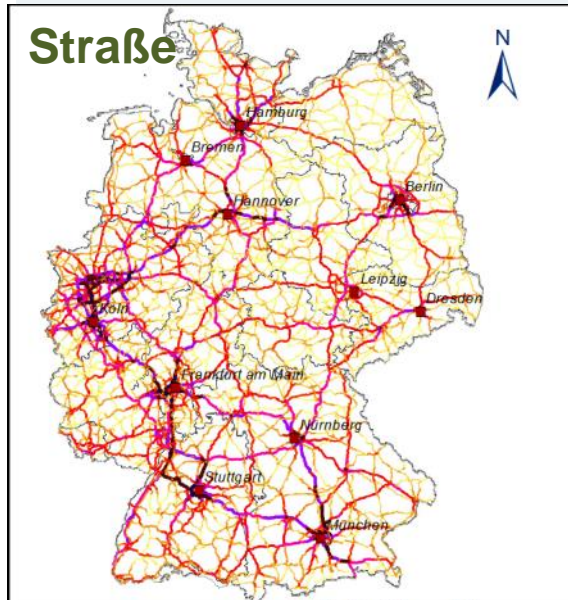 Straße
N
Hamburg
Bremen
Berlin
Hannover
Leipzig
Dresden
Köln
Frankfurt am Main
Nürnberg
Stuttgart
München